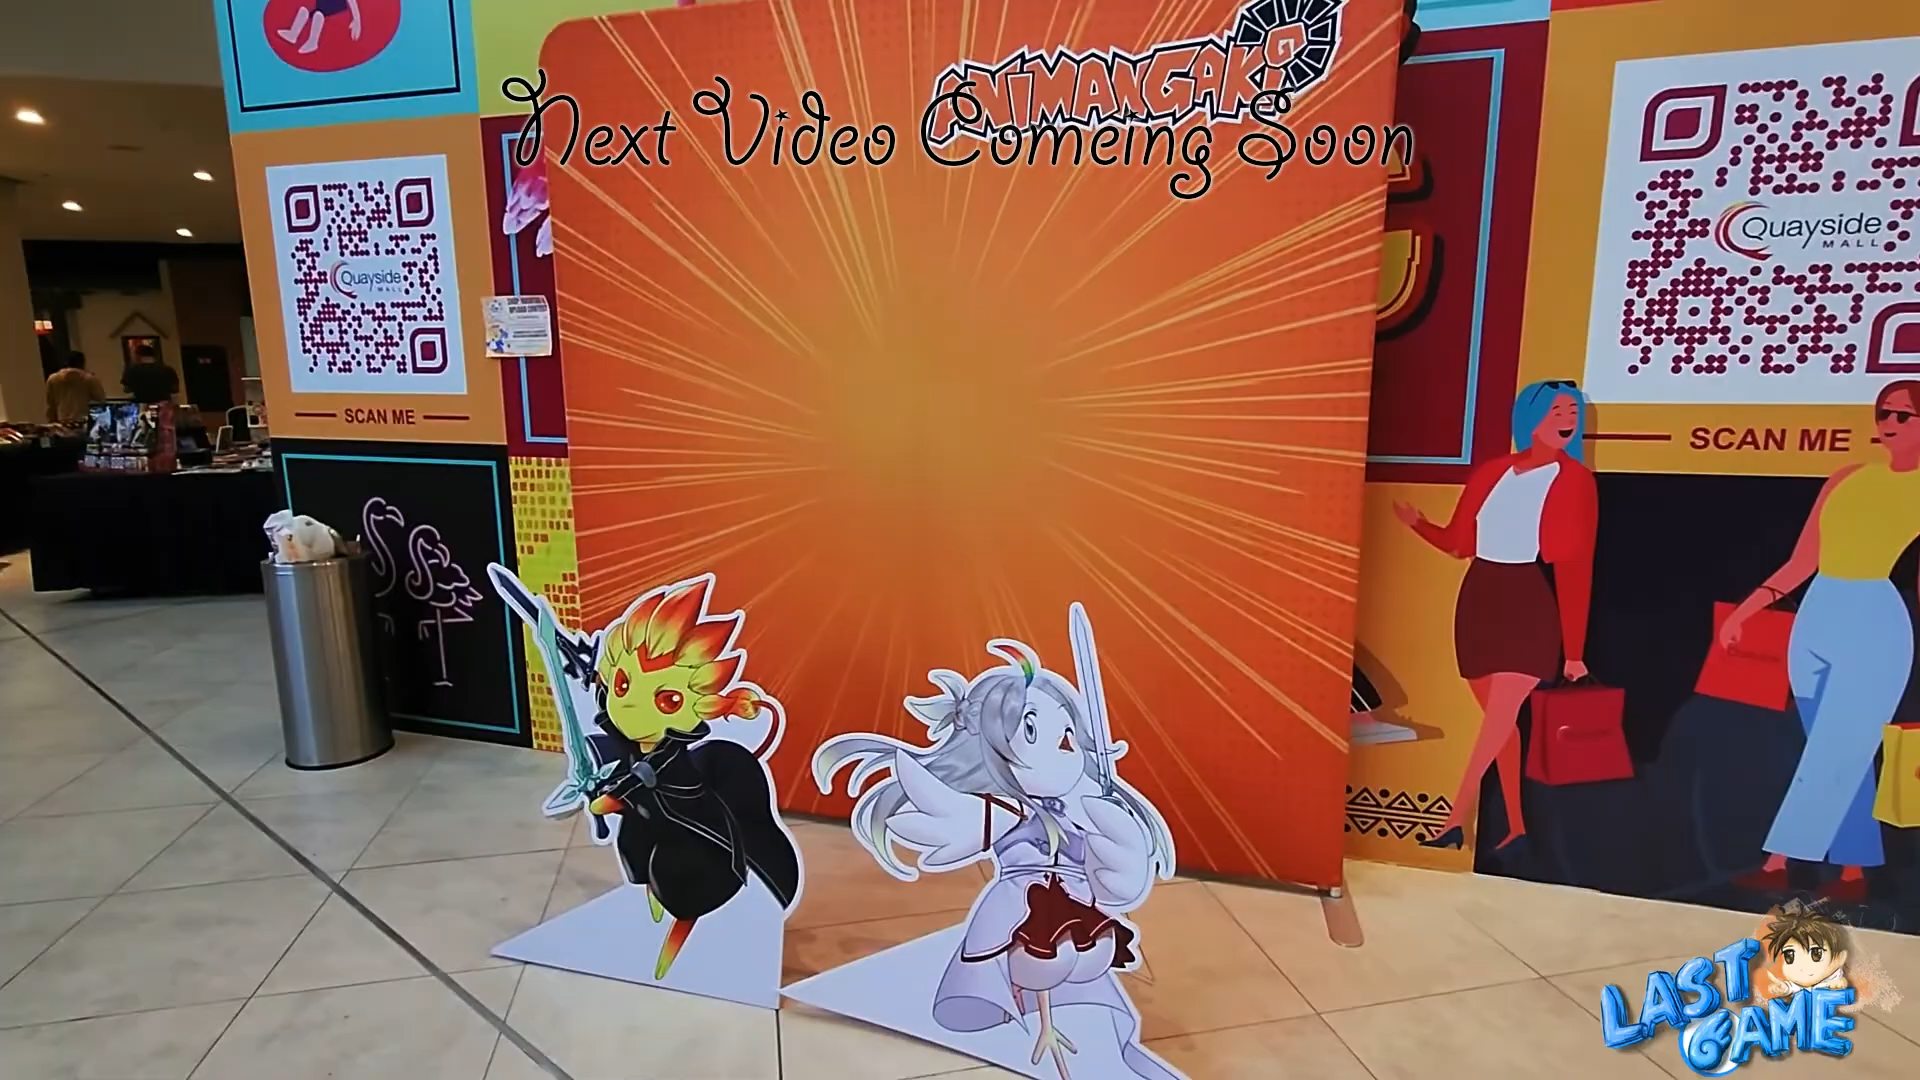 ANIMANGAKI
Next Video Comeing Soon
Quayside
MALL
SCAN ME
Quayside
MALL
SCAN ME
LAST
GAME